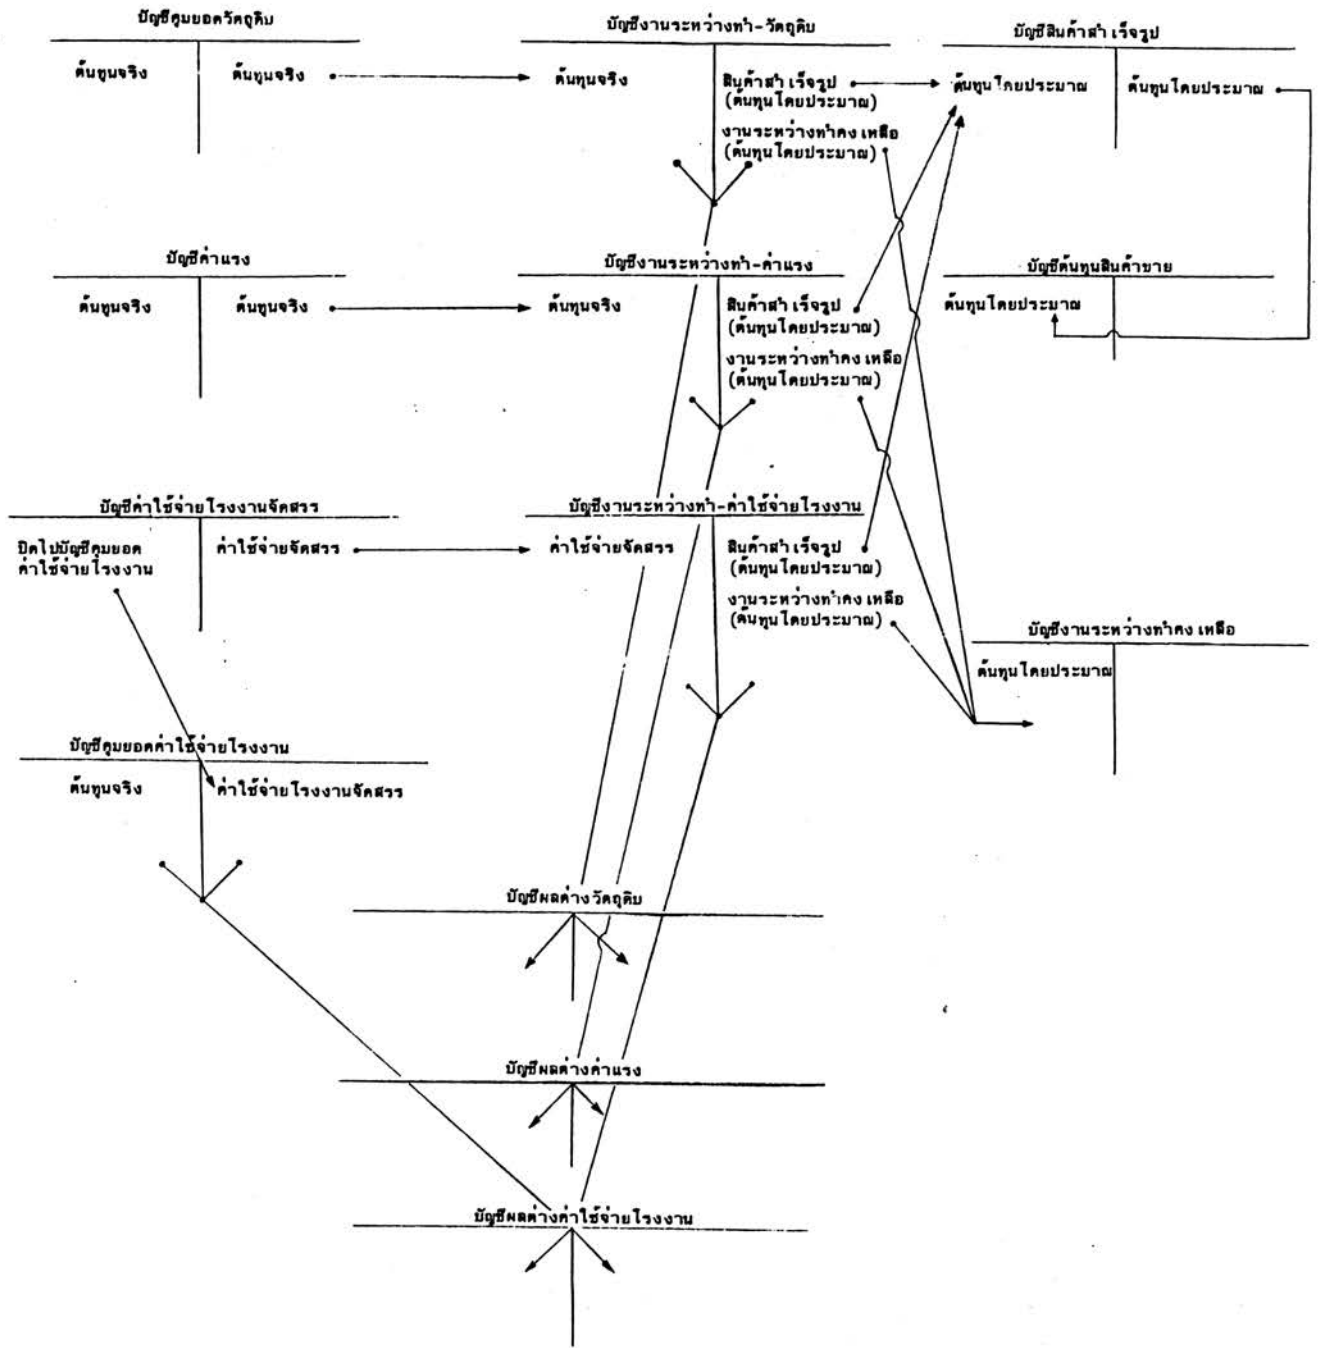 บัญชีคุมยอดวัตถุดิบ
บัญชีงานระหว่างทำ-วัตถุดิบ
บัญชีสินค้าสำเร็จรูป
ต้นทุนจริง
ต้นทุนจริง
ต้นทุนจริง
สินค้าสำเร็จรูป
(ต้นทุนโดยประมาณ)
งานระหว่างทำคงเหลือ
(ต้นทุนโดยประมาณ)
ต้นทุนโดยประมาณ
ต้นทุนโดยประมาณ
บัญชีค่าแรง
บัญชีงานระหว่างทำ-ค่าแรง
บัญชีต้นทุนสินค้าขาย
ต้นทุนจริง
ต้นทุนจริง
ต้นทุนจริง
สินค้าสำเร็จรูป
(ต้นทุนโดยประมาณ)
งานระหว่างทำคงเหลือ
(ต้นทุนโดยประมาณ)
ต้นทุนโดยประมาณ
บัญชีค่าใช้จ่ายโรงงานจัดสรร
บัญชีงานระหว่างทำ-ค่าใช้จ่ายโรงงาน
ปิดไปบัญชีคุมยอด
ค่าใช้จ่ายโรงงาน
ค่าใช้จ่ายจัดสรร
ค่าใช้จ่ายจัดสรร
สินค้าสำเร็จรูป
(ต้นทุนโดยประมาณ)
งานระหว่างทำคงเหลือ
(ต้นทุนโดยประมาณ)
บัญชีงานระหว่างทำคงเหลือ
ต้นทุนโดยประมาณ
บัญชีคุมยอดค่าใช้จ่ายโรงงาน
ต้นทุนจริง
ค่าใช้จ่ายโรงงานจัดสรร
บัญชีผลต่างวัตถุดิบ
บัญชีผลต่างค่าแรง
บัญชีผลต่างค่าใช้จ่ายโรงงาน